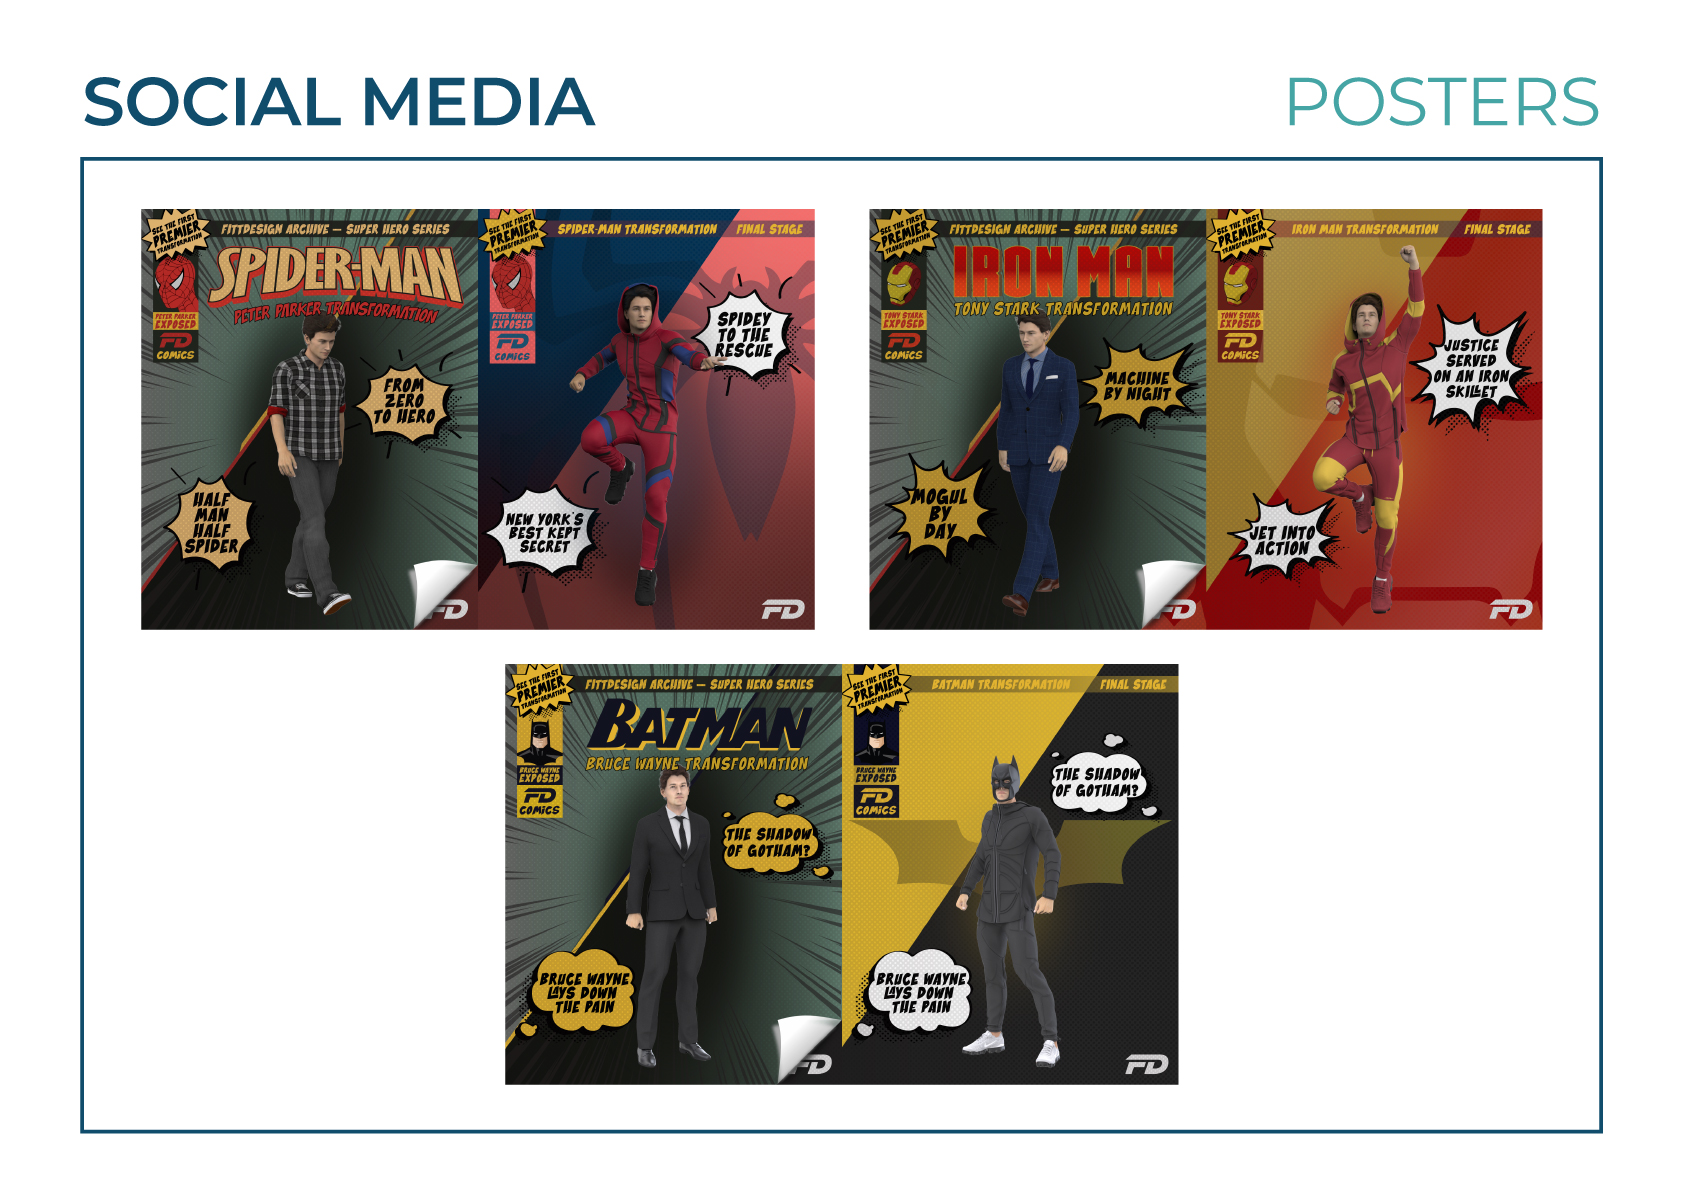 SOCIAL MEDIA
POSTERS
SEE THE FIRST
PREMIER
TRANSFORMATION
FITTDESIGN ARCHIVE — SUPER HERO SERIES
SPIDER-MAN
PETER PARKER TRANSFORMATION
PETER PARKER
EXPOSED
FD
COMICS
FROM
ZERO
TO HERO
HALF
MAN
HALF
SPIDER
FD
SEE THE FIRST
PREMIER
TRANSFORMATION
SPIDER-MAN TRANSFORMATION
FINAL STAGE
PETER PARKER
EXPOSED
FD
COMICS
SPIDEY
TO THE
RESCUE
NEW YORK'S
BEST KEPT
SECRET
FD
SEE THE FIRST
PREMIER
TRANSFORMATION
FITTDESIGN ARCHIVE — SUPER HERO SERIES
IRON MAN
TONY STARK TRANSFORMATION
TONY STARK
EXPOSED
FD
COMICS
MACHINE
BY NIGHT
MOGUL
BY
DAY
FD
SEE THE FIRST
PREMIER
TRANSFORMATION
IRON MAN TRANSFORMATION
FINAL STAGE
TONY STARK
EXPOSED
FD
COMICS
JUSTICE
SERVED
ON AN IRON
SKILLET
JET INTO
ACTION
FD
SEE THE FIRST
PREMIER
TRANSFORMATION
FITTDESIGN ARCHIVE — SUPER HERO SERIES
BATMAN
BRUCE WAYNE TRANSFORMATION
BRUCE WAYNE
EXPOSED
FD
COMICS
THE SHADOW
OF GOTHAM?
BRUCE WAYNE
LAYS DOWN
THE PAIN
FD
SEE THE FIRST
PREMIER
TRANSFORMATION
BATMAN TRANSFORMATION
FINAL STAGE
BRUCE WAYNE
EXPOSED
FD
COMICS
THE SHADOW
OF GOTHAM?
BRUCE WAYNE
LAYS DOWN
THE PAIN
FD